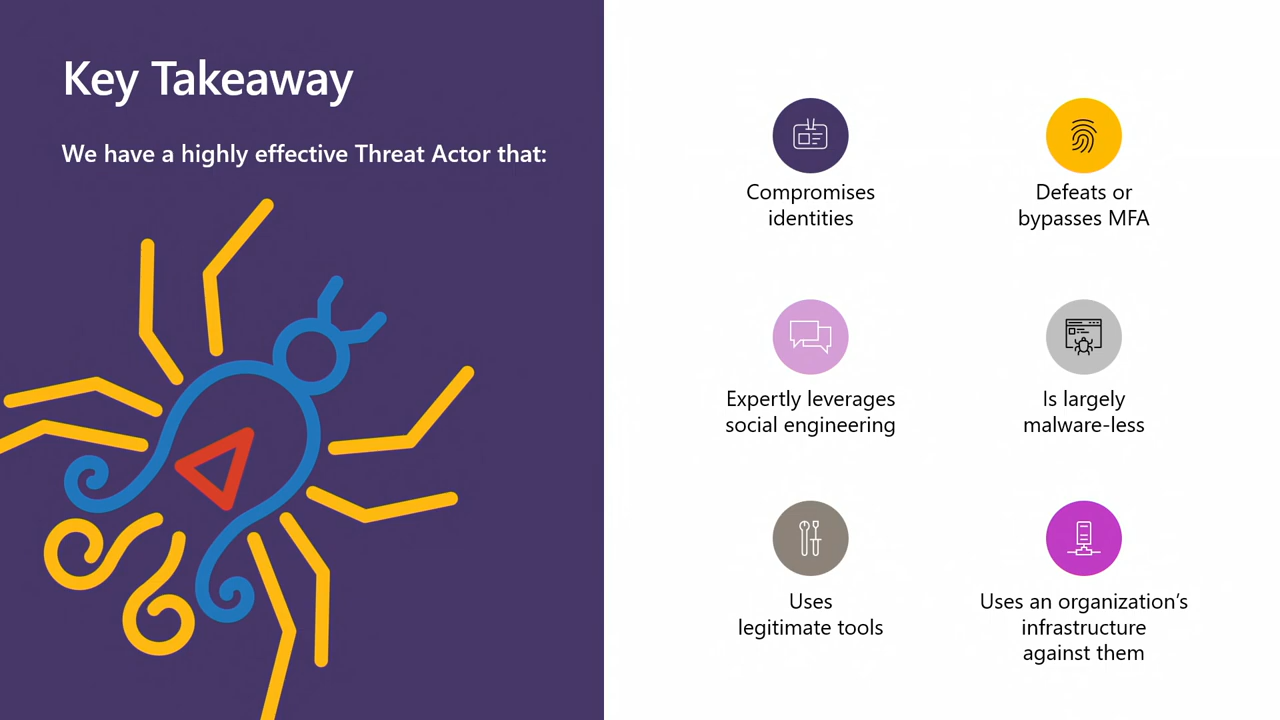 Key Takeaway
We have a highly effective Threat Actor that:
Compromises
identities
Defeats or
bypasses MFA
Expertly leverages
social engineering
Is largely
malware-less
Uses
legitimate tools
Uses an organization’s
infrastructure
against them